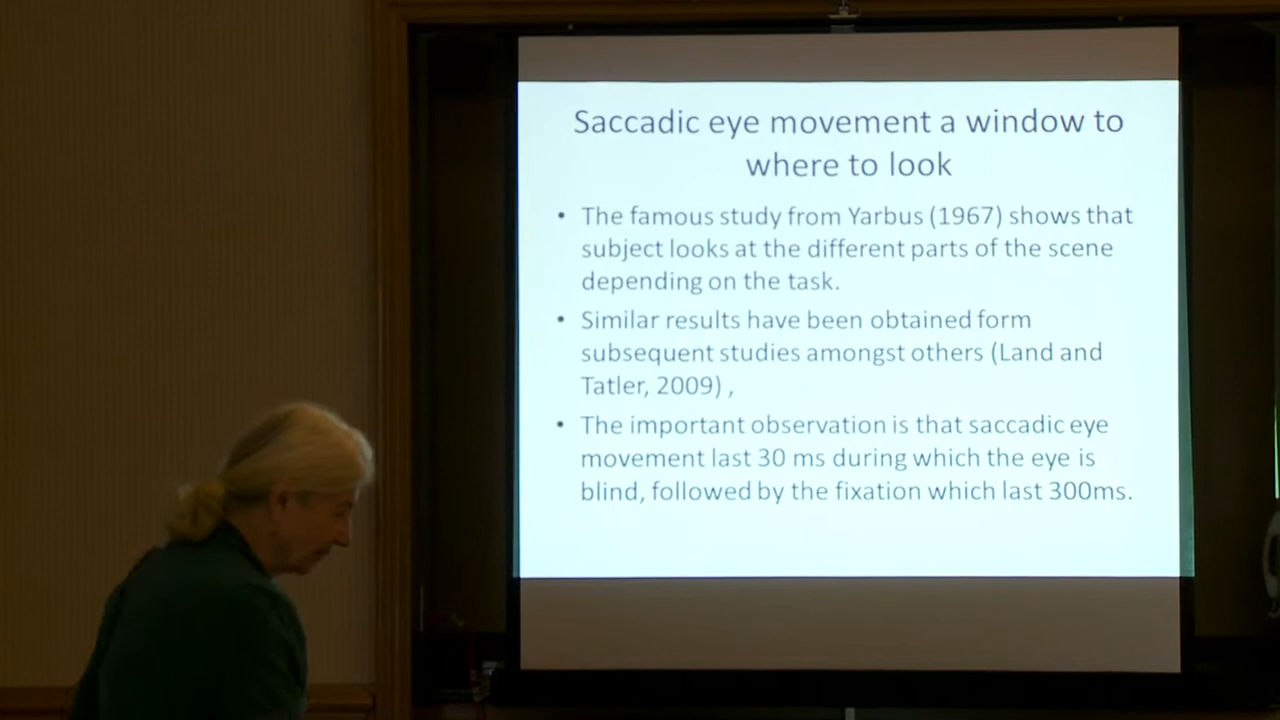 Saccadic eye movement a window to
where to look
• The famous study from Yarbus (1967) shows that
subject looks at the different parts of the scene
depending on the task.
• Similar results have been obtained form
subsequent studies amongst others (Land and
Tatler, 2009) ,
• The important observation is that saccadic eye
movement last 30 ms during which the eye is
blind, followed by the fixation which last 300ms.